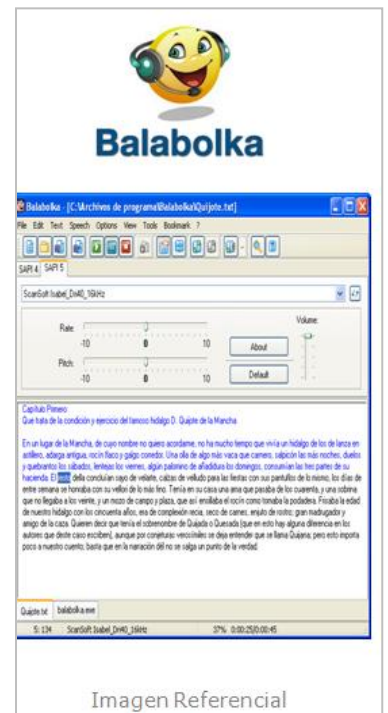 Balabolka
Balabolka - [C:\Archivos de programa\Balabolka\Quijote.txt]
File Edit Text Speech Options View Tools Bookmark ?
SAPI 4 SAPI 5
ScanSoft Isabel_Dri40_16kHz
Rate: -10 0 10
Pitch: -10 0 10
Volume:
About
Default
Capítulo Primero
Que trata de la condición y ejercicio del famoso hidalgo D. Quijote de la Mancha
En un lugar de la Mancha, de cuyo nombre no quiero acordarme, no ha mucho tiempo que vivía un hidalgo de los de lanza en
astillero, adarga antigua, rocín flaco y galgo corredor. Una olla de algo más vaca que carnero, salpicón las más noches, duelos
y quebrantos los sábados, lentejas los viernes, algún palomino de añadidura los domingos, consumían las tres partes de su
hacienda. El resto della concluían sayo de velarte, calzas de velludo para las fiestas con sus pantuflos de lo mismo, los días de
entre semana se honraba con su vellori de lo más fino. Tenía en su casa una ama que pasaba de los cuarenta, y una sobrina
que no llegaba a los veinte, y un mozo de campo y plaza, que así ensillaba el rocín como tomaba la podadera. Frisaba la edad
de nuestro hidalgo con los cincuenta años, era de complexión recia, seco de carnes, enjuto de rostro; gran madrugador y
amigo de la caza. Quieren decir que tenía el sobrenombre de Quijada o Quesada (que en esto hay alguna diferencia en los
autores que deste caso escriben), aunque por conjeturas verosímiles se deja entender que se llama Quijana; pero esto importa
poco a nuestro cuento; basta que en la narración dél no se salga un punto de la verdad.
Quijote.txt balabolka.exe
5: 134 ScanSoft Isabel_Dri40_16kHz 37% 0:00:25/0:00:45
Imagen Referencial